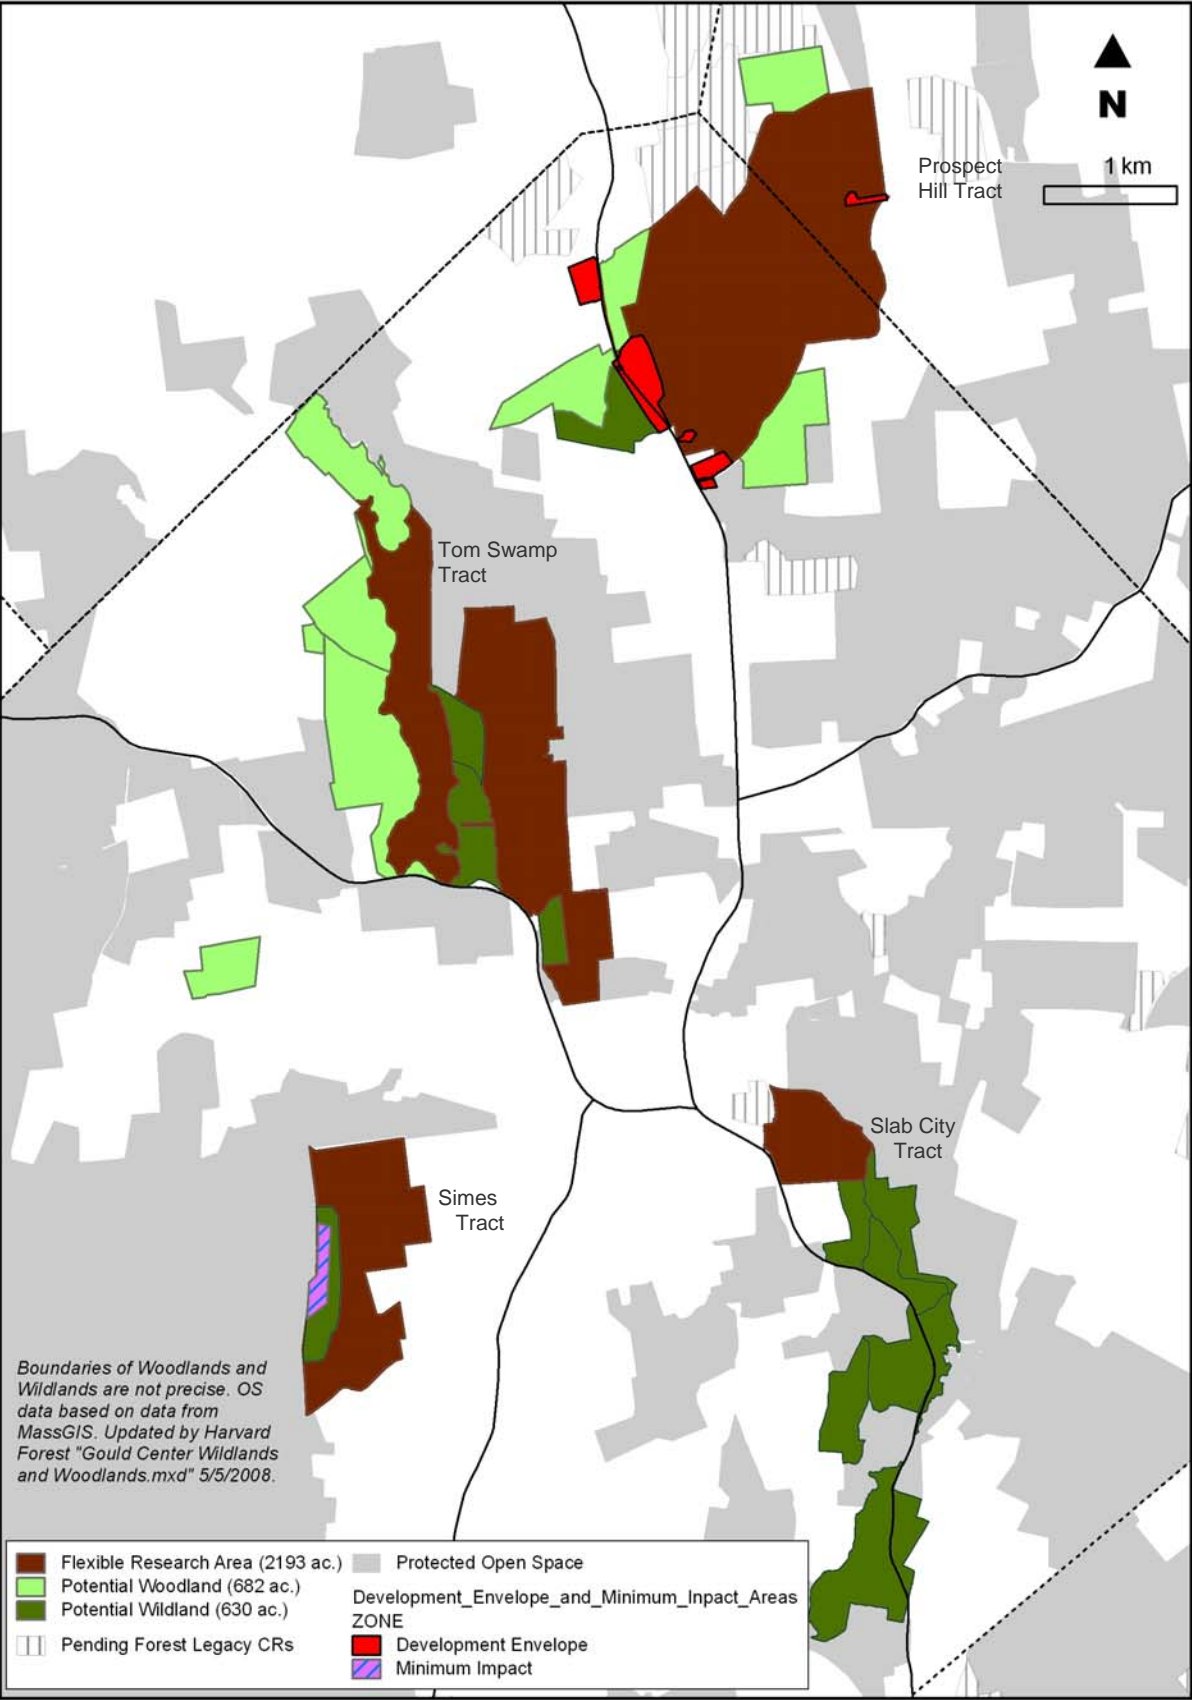 N
1 km
Prospect
Hill Tract
Tom Swamp
Tract
Slab City
Tract
Simes
Tract
Boundaries of Woodlands and
Wildlands are not precise. OS
data based on data from
MassGIS. Updated by Harvard
Forest "Gould Center Wildlands
and Woodlands.mxd" 5/5/2008.
Flexible Research Area (2193 ac.)
Potential Woodland (682 ac.)
Potential Wildland (630 ac.)
Pending Forest Legacy CRs
Protected Open Space
Development_Envelope_and_Minimum_Inpact_Areas
ZONE
Development Envelope
Minimum Impact